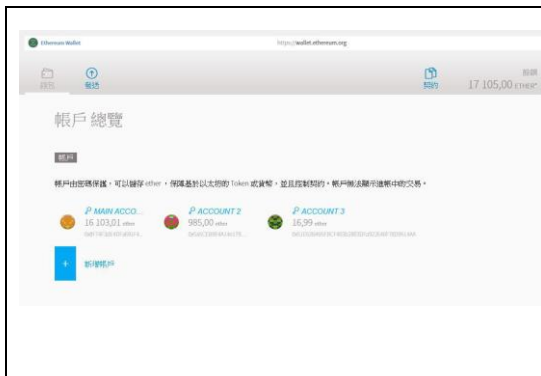 Ethereum Wallet
https://wallet.ethereum.org
錢包
發送
契約
餘額
17 105,00 ETHER*
帳戶總覽
帳戶
帳戶由密碼保護,可以儲存 ether,保障基於以太坊的 Token 或貨幣,並且控制契約。帳戶無法顯示進帳中的交易。
MAIN ACCO...
16 103,01 ether
ACCOUNT 2
985,00 ether
ACCOUNT 3
16,99 ether
+
新增帳戶